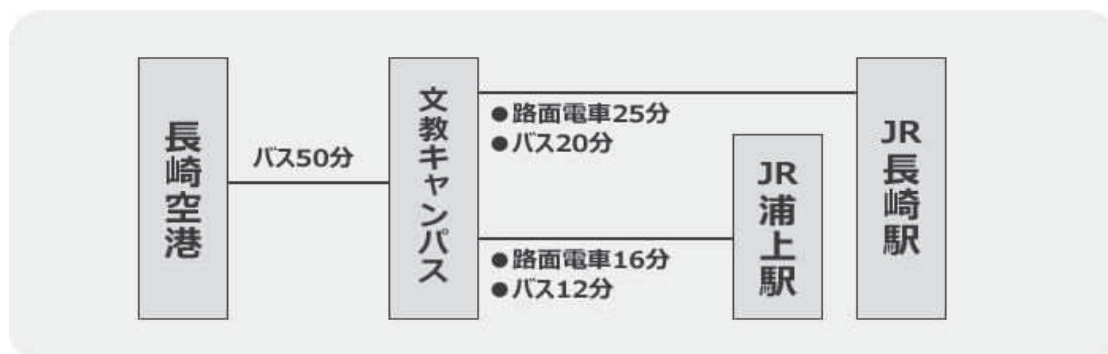 長崎空港
バス50分
文教キャンパス
●路面電車25分
●バス20分
●路面電車16分
●バス12分
JR浦上駅
JR長崎駅